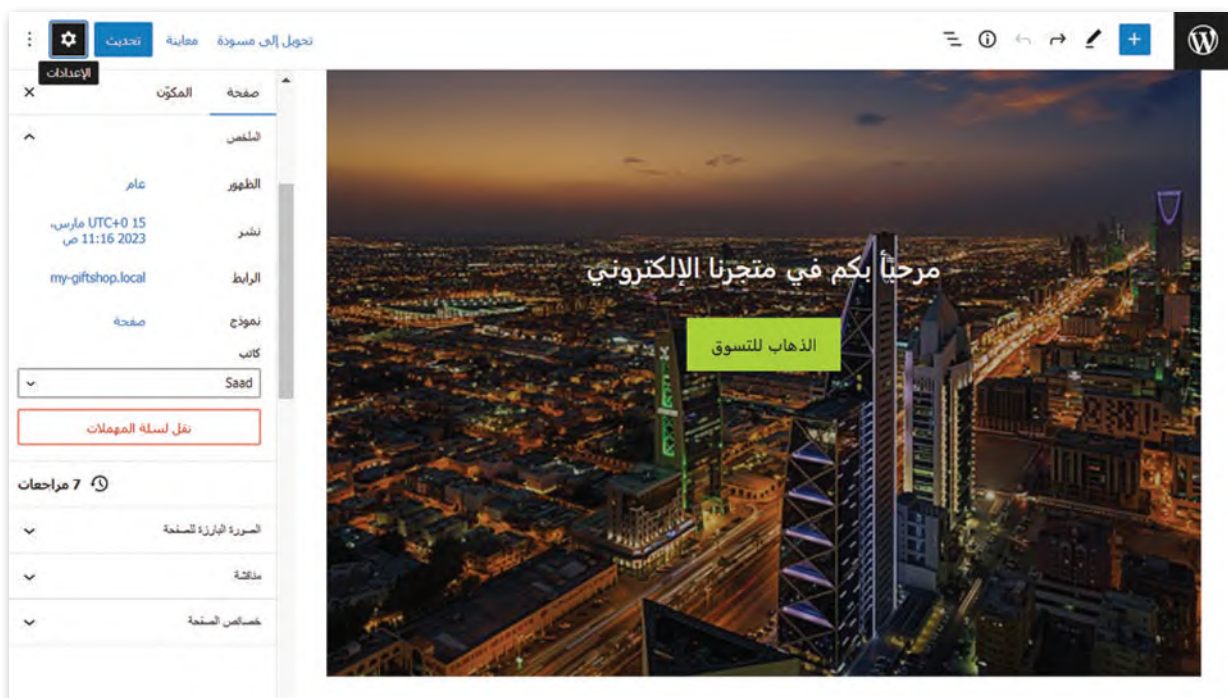 تحويل إلى مسودة
معاينة
تحديث
الإعدادات
صفحة
المكوّن
الملخص
الظهور
عام
نشر
15 UTC+0 مارس،
2023 11:16 ص
الرابط
my-giftshop.local
نموذج
صفحة
كاتب
Saad
نقل لسلة المهملات
7 مراجعات
الصورة البارزة للصفحة
مناقشة
خصائص الصفحة
مرحبًا بكم في متجرنا الإلكتروني
الذهاب للتسوق